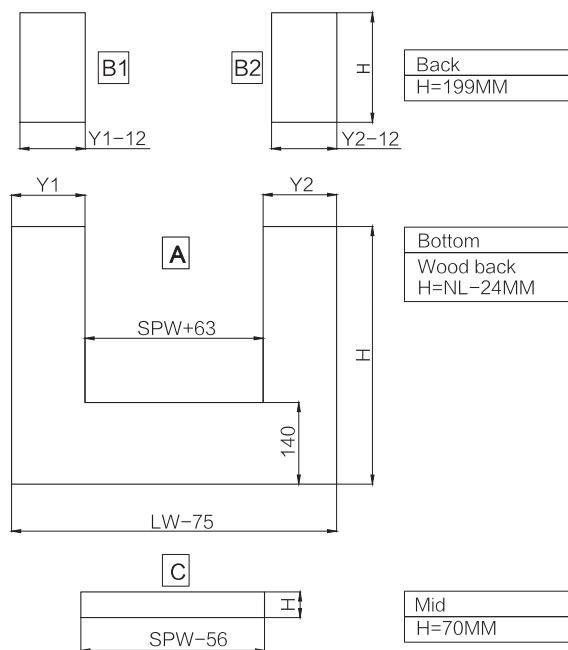 B1
B2
H
Back
H=199MM
Y1-12
Y2-12
Y1
Y2
A
Bottom
Wood back
H=NL-24MM
SPW+63
H
140
LW-75
C
H
Mid
H=70MM
SPW-56